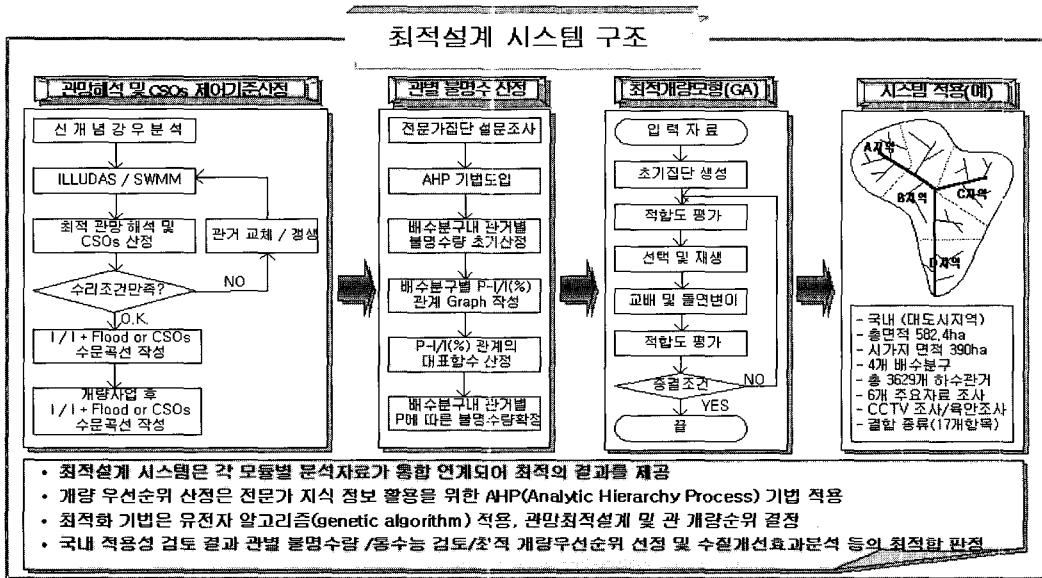 최적설계 시스템 구조
관망해석 및 CSOs 제어기준산정
신 개 념 강 우 분 석
ILLUDAS / SWMM
최적 관망 해석 및
CSOs 산정
관거 교체 / 갱생
수리조건만족?
NO
O.K.
I / I + Flood or CSOs
수문곡선 작성
개량사업 후
I / I + Flood or CSOs
수문곡선 작성
관별 불명수 산정
전문가집단 설문조사
AHP 기법도입
배수분구내 관거별
불명수량 초기산정
배수분구별 P-I/I(%)
관계 Graph 작성
P-I/I(%) 관계의
대표함수 산정
배수분구내 관거별
P에 따른 불명수량확정
최적개량모형(GA)
입 력 자 료
초기집단 생성
적합도 평가
선택 및 재생
교배 및 돌연변이
적합도 평가
종결조건
NO
YES
끝
시스템 적용(예)
A지역
B지역
C지역
D지역
- 국내 (대도시지역)
- 총면적 582.4ha
- 시가지 면적 390ha
- 4개 배수분구
- 총 3629개 하수관거
- 6개 주요자료 조사
- CCTV 조사/육안조사
- 결함 종류(17개항목)
• 최적설계 시스템은 각 모듈별 분석자료가 통합 연계되어 최적의 결과를 제공
• 개량 우선순위 산정은 전문가 지식 정보 활용을 위한 AHP(Analytic Hierarchy Process) 기법 적용
• 최적화 기법은 유전자 알고리즘(genetic algorithm) 적용, 관망최적설계 및 관 개량순위 결정
• 국내 적용성 검토 결과 관별 불명수량 /통수능 검토/최적 개량우선순위 선정 및 수질개선효과분석 등의 최적합 판정